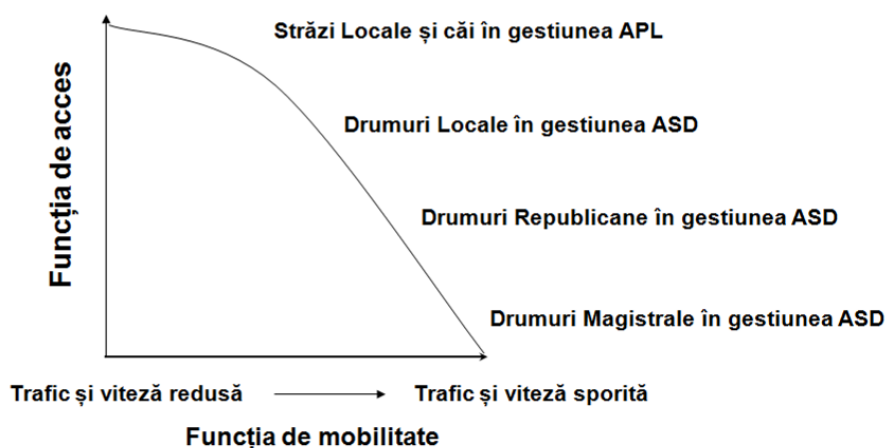 Străzi Locale și căi în gestiunea APL
Funcția de acces
Drumuri Locale în gestiunea ASD
Drumuri Republicane în gestiunea ASD
Drumuri Magistrale în gestiunea ASD
Trafic și viteză redusă
Trafic și viteză sporită
Funcția de mobilitate